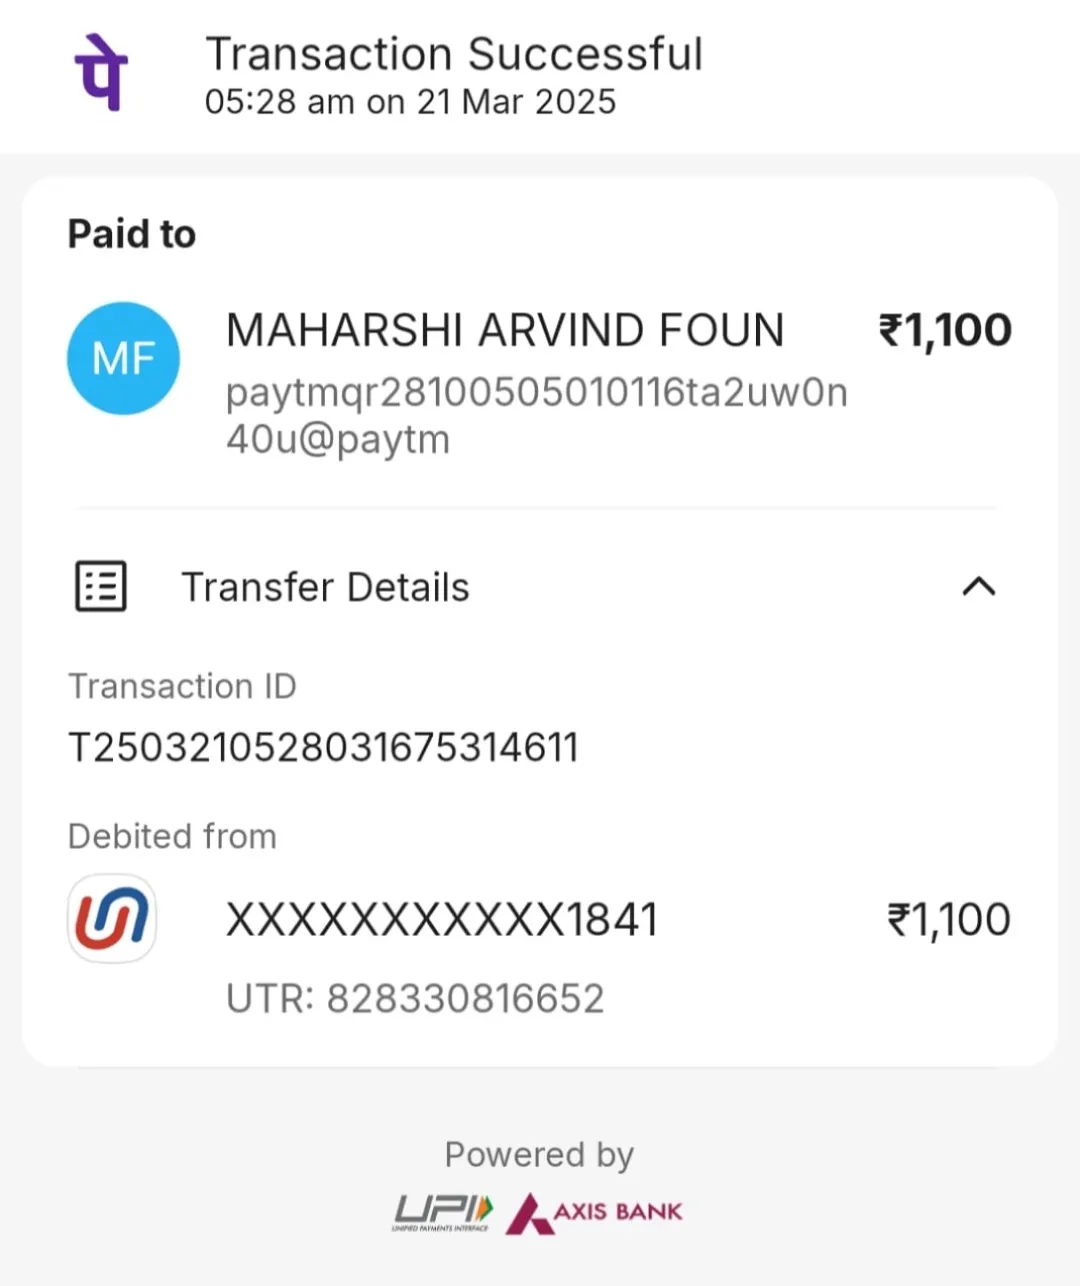 पे
Transaction Successful
05:28 am on 21 Mar 2025
Paid to
MF
MAHARSHI ARVIND FOUN
₹1,100
paytmqr28100505010116ta2uw0n
40u@paytm
Transfer Details
Transaction ID
T2503210528031675314611
Debited from
XXXXXXXXXXX1841
₹1,100
UTR: 828330816652
Powered by
UPI
UNIFIED PAYMENTS INTERFACE
AXIS BANK